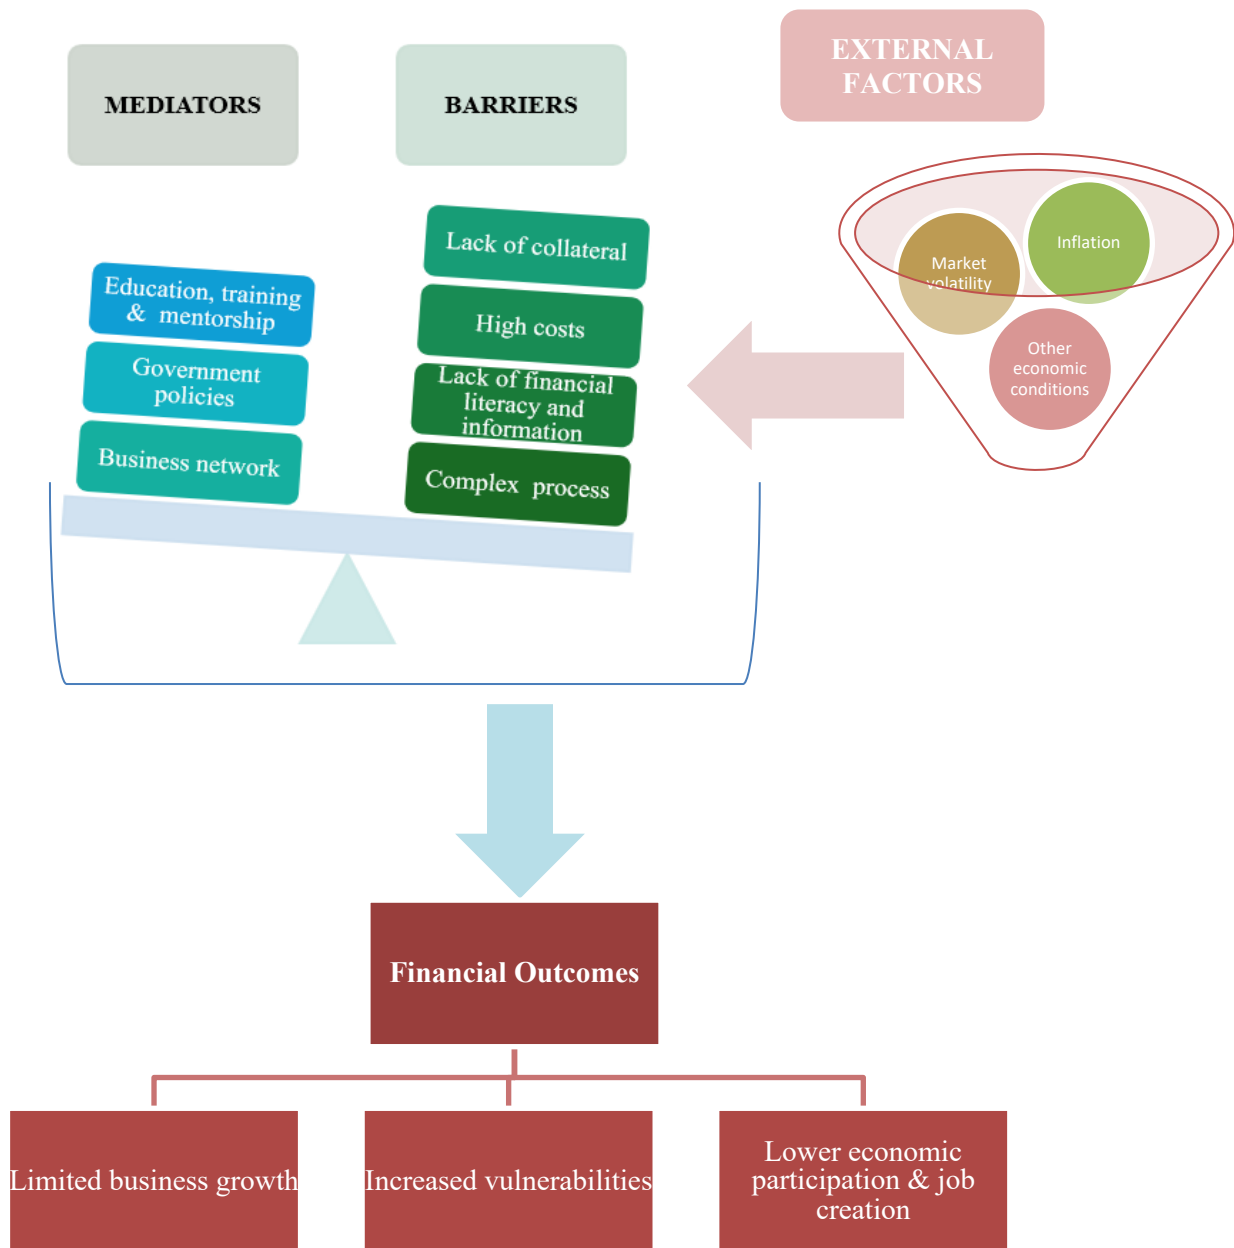 MEDIATORS
BARRIERS
EXTERNAL
FACTORS
Education, training
& mentorship
Government
policies
Business network
Lack of collateral
High costs
Lack of financial
literacy and
information
Complex process
Market
volatility
Inflation
Other
economic
conditions
Financial Outcomes
Limited business growth
Increased vulnerabilities
Lower economic
participation & job
creation